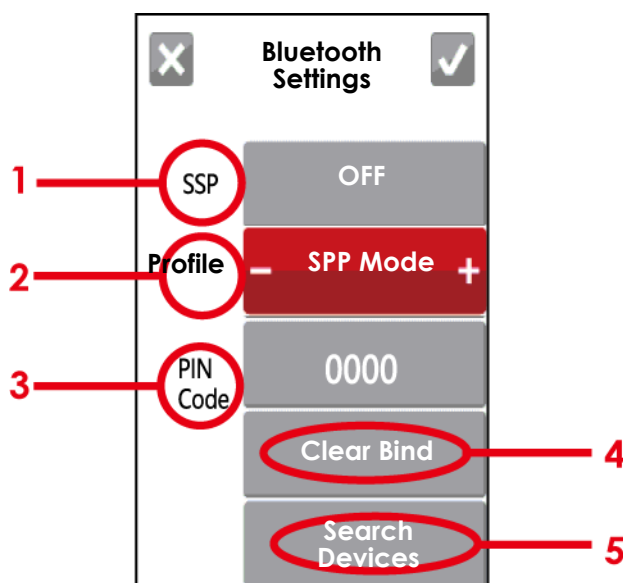 Bluetooth
Settings
1
SSP
OFF
2
Profile
– SPP Mode +
3
PIN
Code
0000
Clear Bind
4
Search
Devices
5